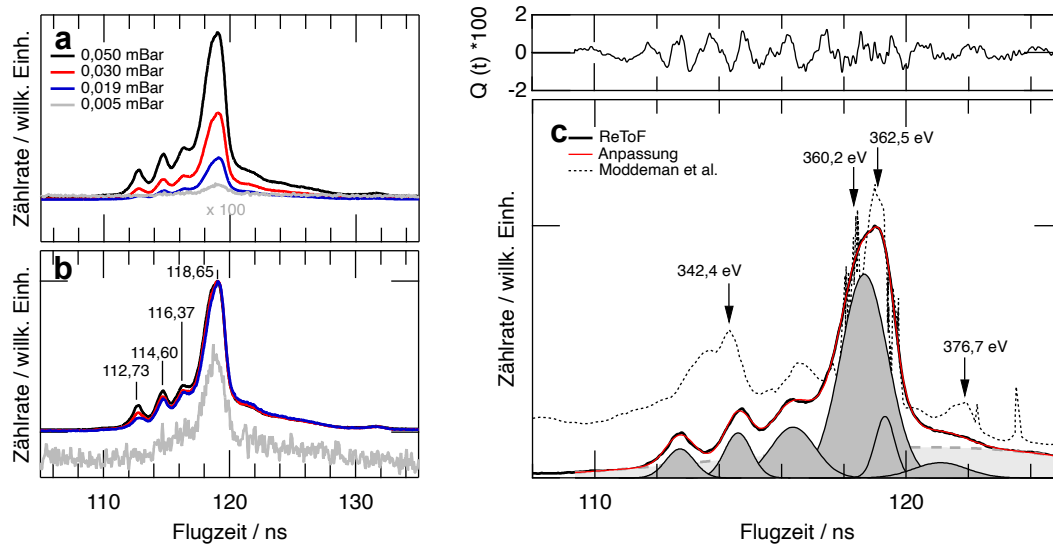 a
0,050 mBar
0,030 mBar
0,019 mBar
0,005 mBar
x 100
Zählrate / willk. Einh.
b
118,65
116,37
114,60
112,73
Zählrate / willk. Einh.
110
120
130
Flugzeit / ns
2
0
-2
Q (t) *100
c
ReToF
Anpassung
Moddeman et al.
362,5 eV
360,2 eV
342,4 eV
376,7 eV
Zählrate / willk. Einh.
110
120
Flugzeit / ns